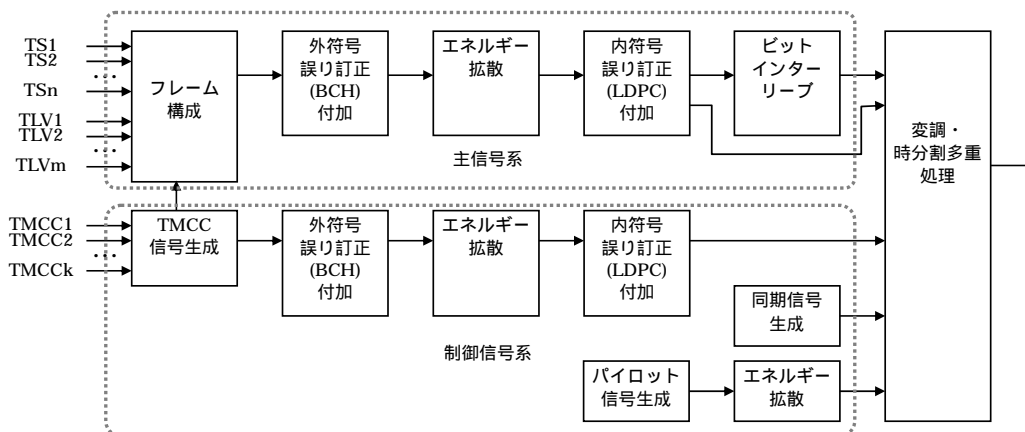 TS1
TS2
…
TSn
TLV1
TLV2
…
TLVm
フレーム
構成
外符号
誤り訂正
(BCH)
付加
エネルギー
拡散
内符号
誤り訂正
(LDPC)
付加
ビット
インター
リーブ
主信号系
変調・
時分割多重
処理
TMCC1
TMCC2
…
TMCCk
TMCC
信号生成
外符号
誤り訂正
(BCH)
付加
エネルギー
拡散
内符号
誤り訂正
(LDPC)
付加
同期信号
生成
制御信号系
パイロット
信号生成
エネルギー
拡散